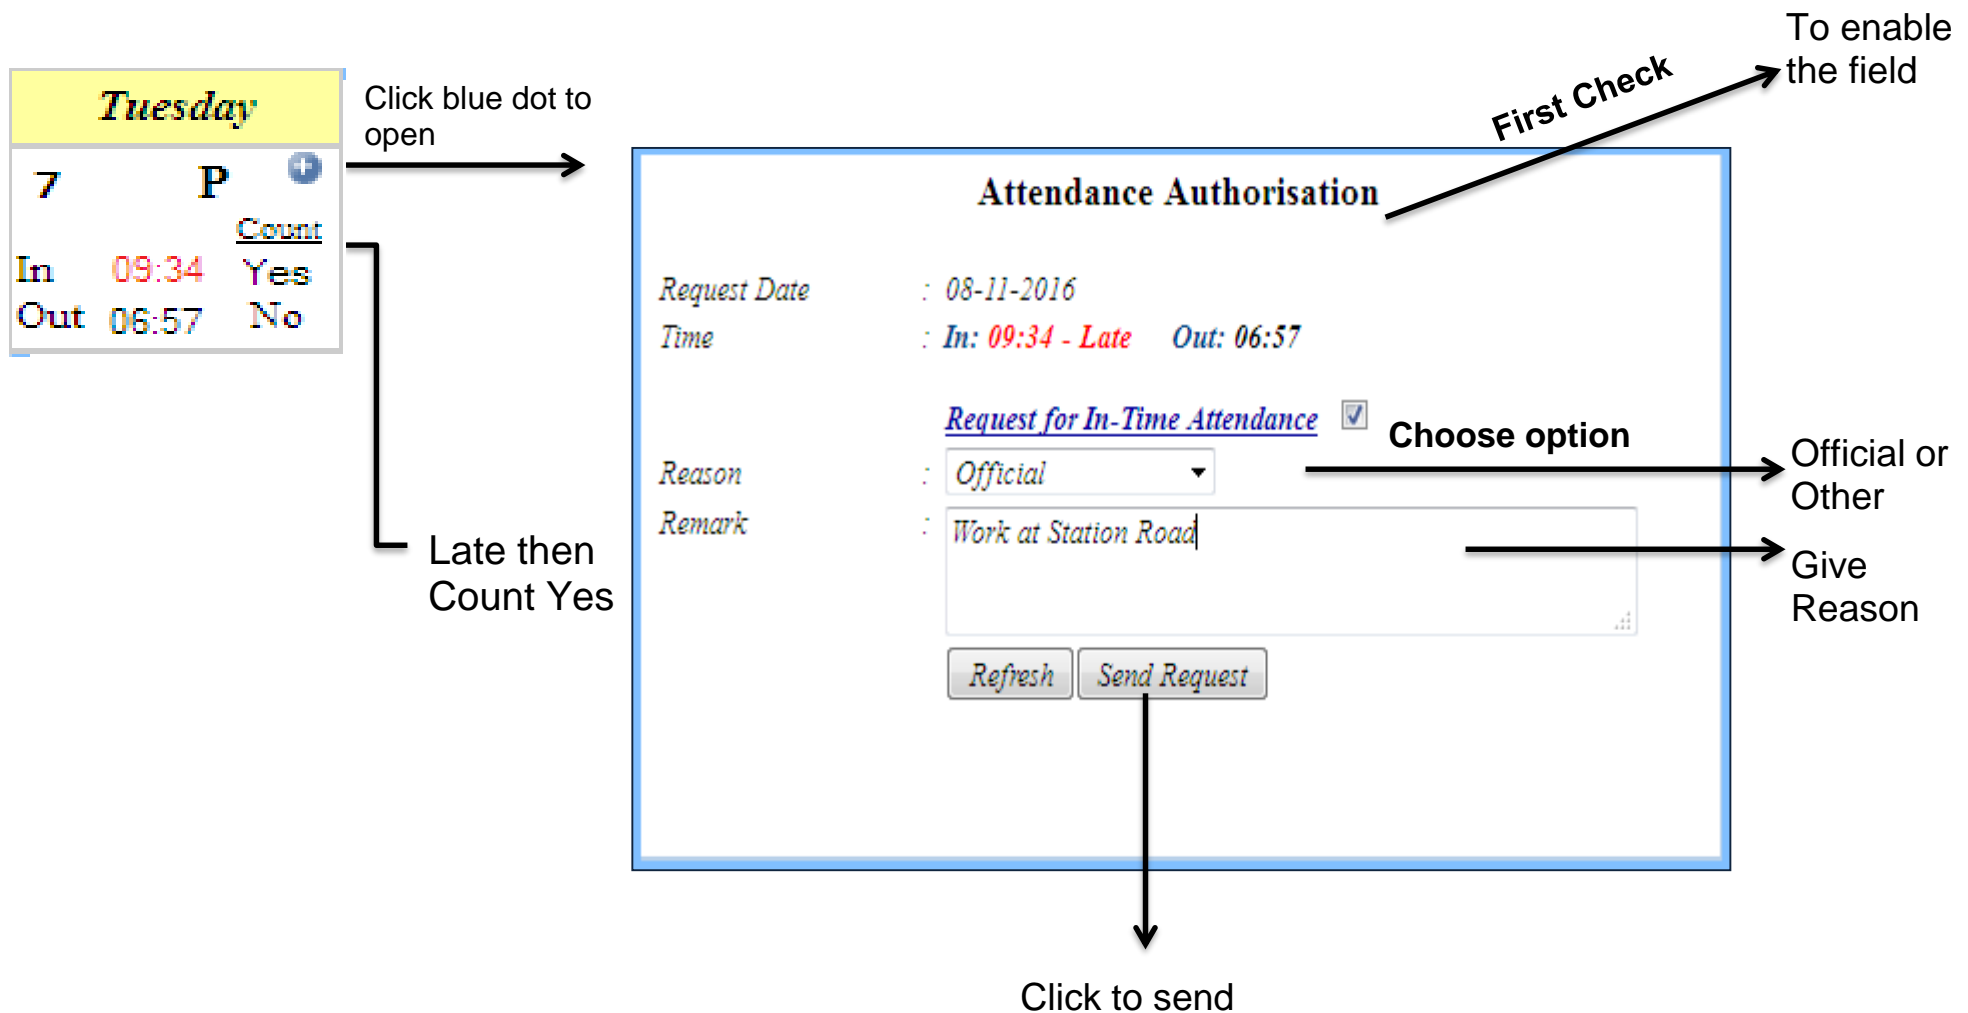 To enable
the field
First Check
Tuesday
Click blue dot to
open
7 P
Count
In 09:34 Yes
Out 06:57 No
Attendance Authorisation
Request Date : 08-11-2016
Time : In: 09:34 - Late Out: 06:57
Request for In-Time Attendance
Choose option
Reason : Official
Official or
Other
Remark : Work at Station Road
Late then
Count Yes
Give
Reason
Refresh Send Request
Click to send